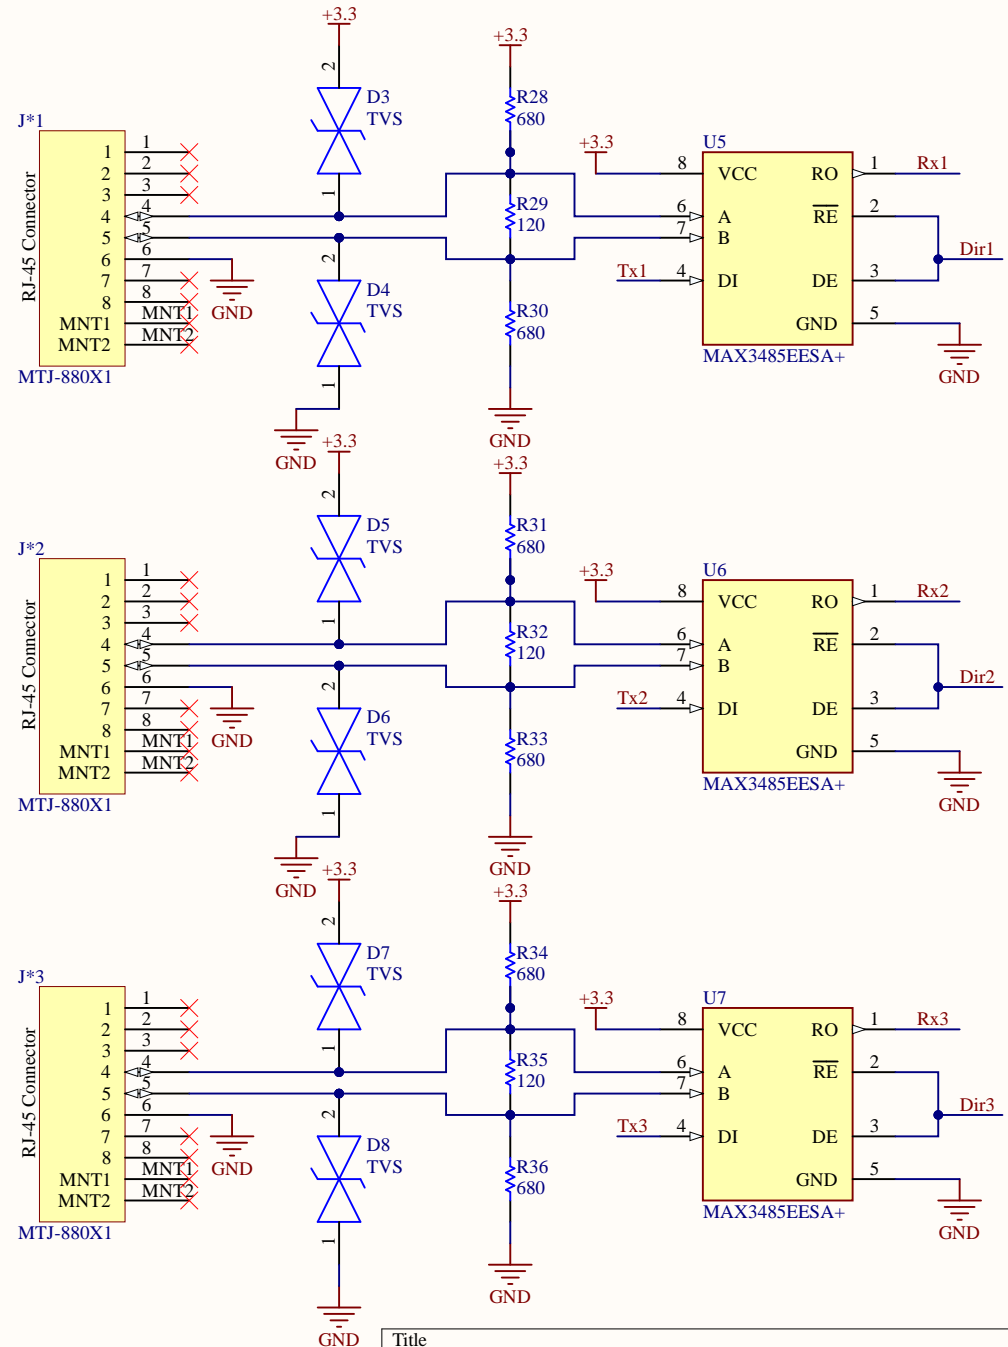 +3.3
+3.3
2
D3
TVS
R28
680
J*1
+3.3
U5
1 1
8 VCC RO 1 Rx1
2 2
3 3
1
R29
120
4 4
6 A RE 2
5 5
7 B
Dir1
6 6
2
7 7
Tx1 4 DI DE 3
RJ-45 Connector
GND
D4
TVS
8 8
R30
680
MNT1 MNT1
GND 5
MNT2 MNT2
MTJ-880X1
1
MAX3485EESA+
GND
GND
GND
+3.3
+3.3
2
D5
TVS
R31
680
J*2
+3.3
U6
1 1
8 VCC RO 1 Rx2
2 2
3 3
1
R32
120
4 4
6 A RE 2
5 5
7 B
Dir2
6 6
2
7 7
Tx2 4 DI DE 3
RJ-45 Connector
GND
D6
TVS
8 8
R33
680
MNT1 MNT1
GND 5
MNT2 MNT2
MTJ-880X1
1
MAX3485EESA+
GND
GND
GND
+3.3
+3.3
2
D7
TVS
R34
680
J*3
+3.3
U7
1 1
8 VCC RO 1 Rx3
2 2
3 3
1
R35
120
4 4
6 A RE 2
5 5
7 B
Dir3
6 6
2
7 7
Tx3 4 DI DE 3
RJ-45 Connector
GND
D8
TVS
8 8
R36
680
MNT1 MNT1
GND 5
MNT2 MNT2
MTJ-880X1
1
MAX3485EESA+
GND
GND
GND
Title